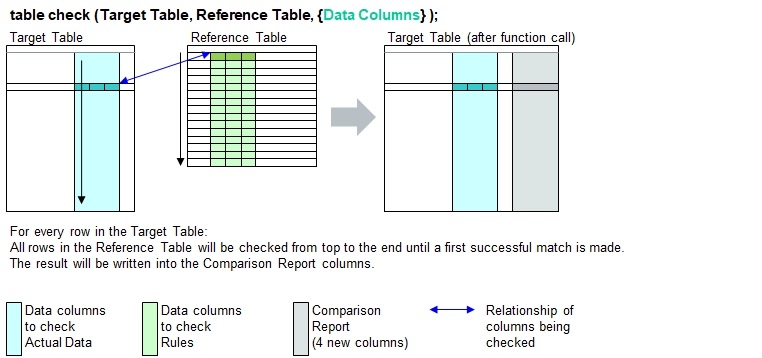 table check (Target Table, Reference Table, {Data Columns} );
Target Table
Reference Table
Target Table (after function call)
For every row in the Target Table:
All rows in the Reference Table will be checked from top to the end until a first successful match is made.
The result will be written into the Comparison Report columns.
Data columns
to check
Actual Data
Data columns
to check
Rules
Comparison
Report
(4 new columns)
Relationship of
columns being
checked